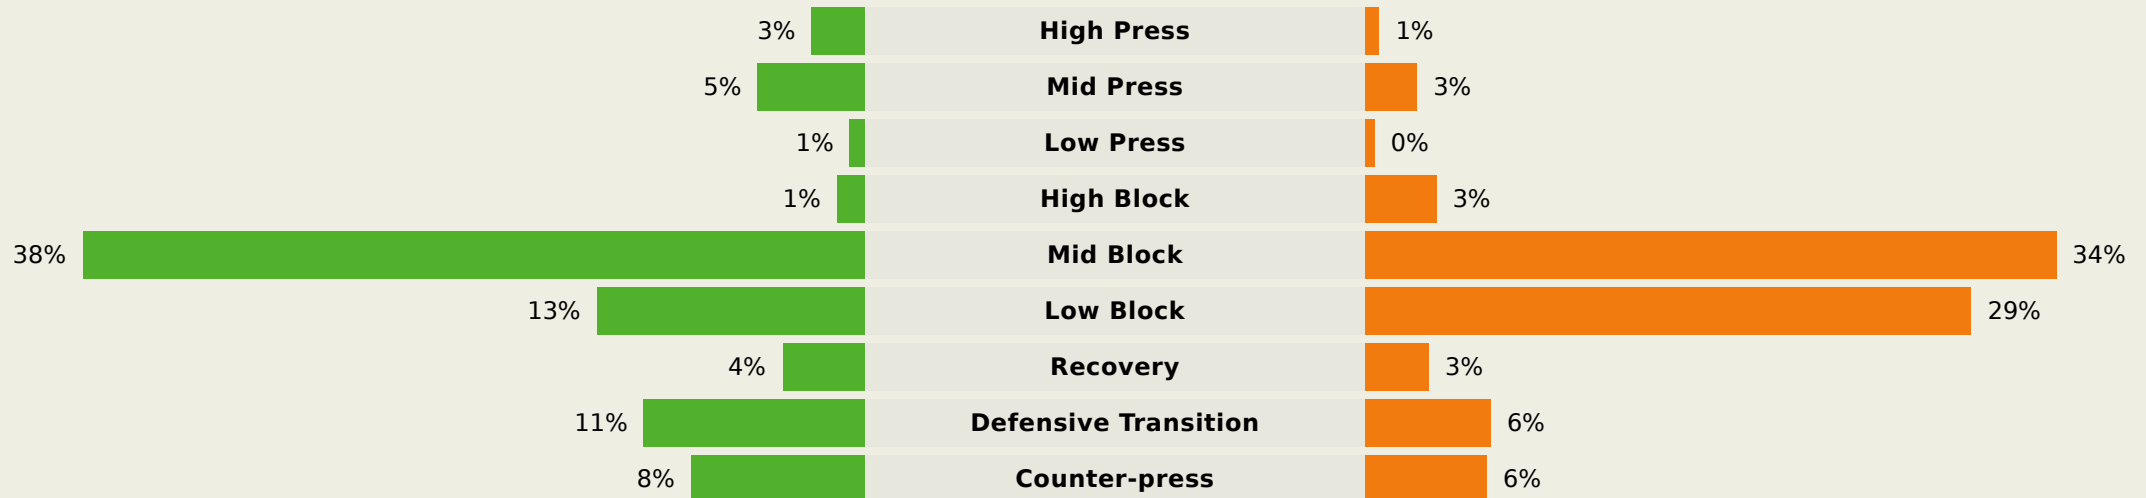 3% High Press 1%
5% Mid Press 3%
1% Low Press 0%
1% High Block 3%
38% Mid Block 34%
13% Low Block 29%
4% Recovery 3%
11% Defensive Transition 6%
8% Counter-press 6%